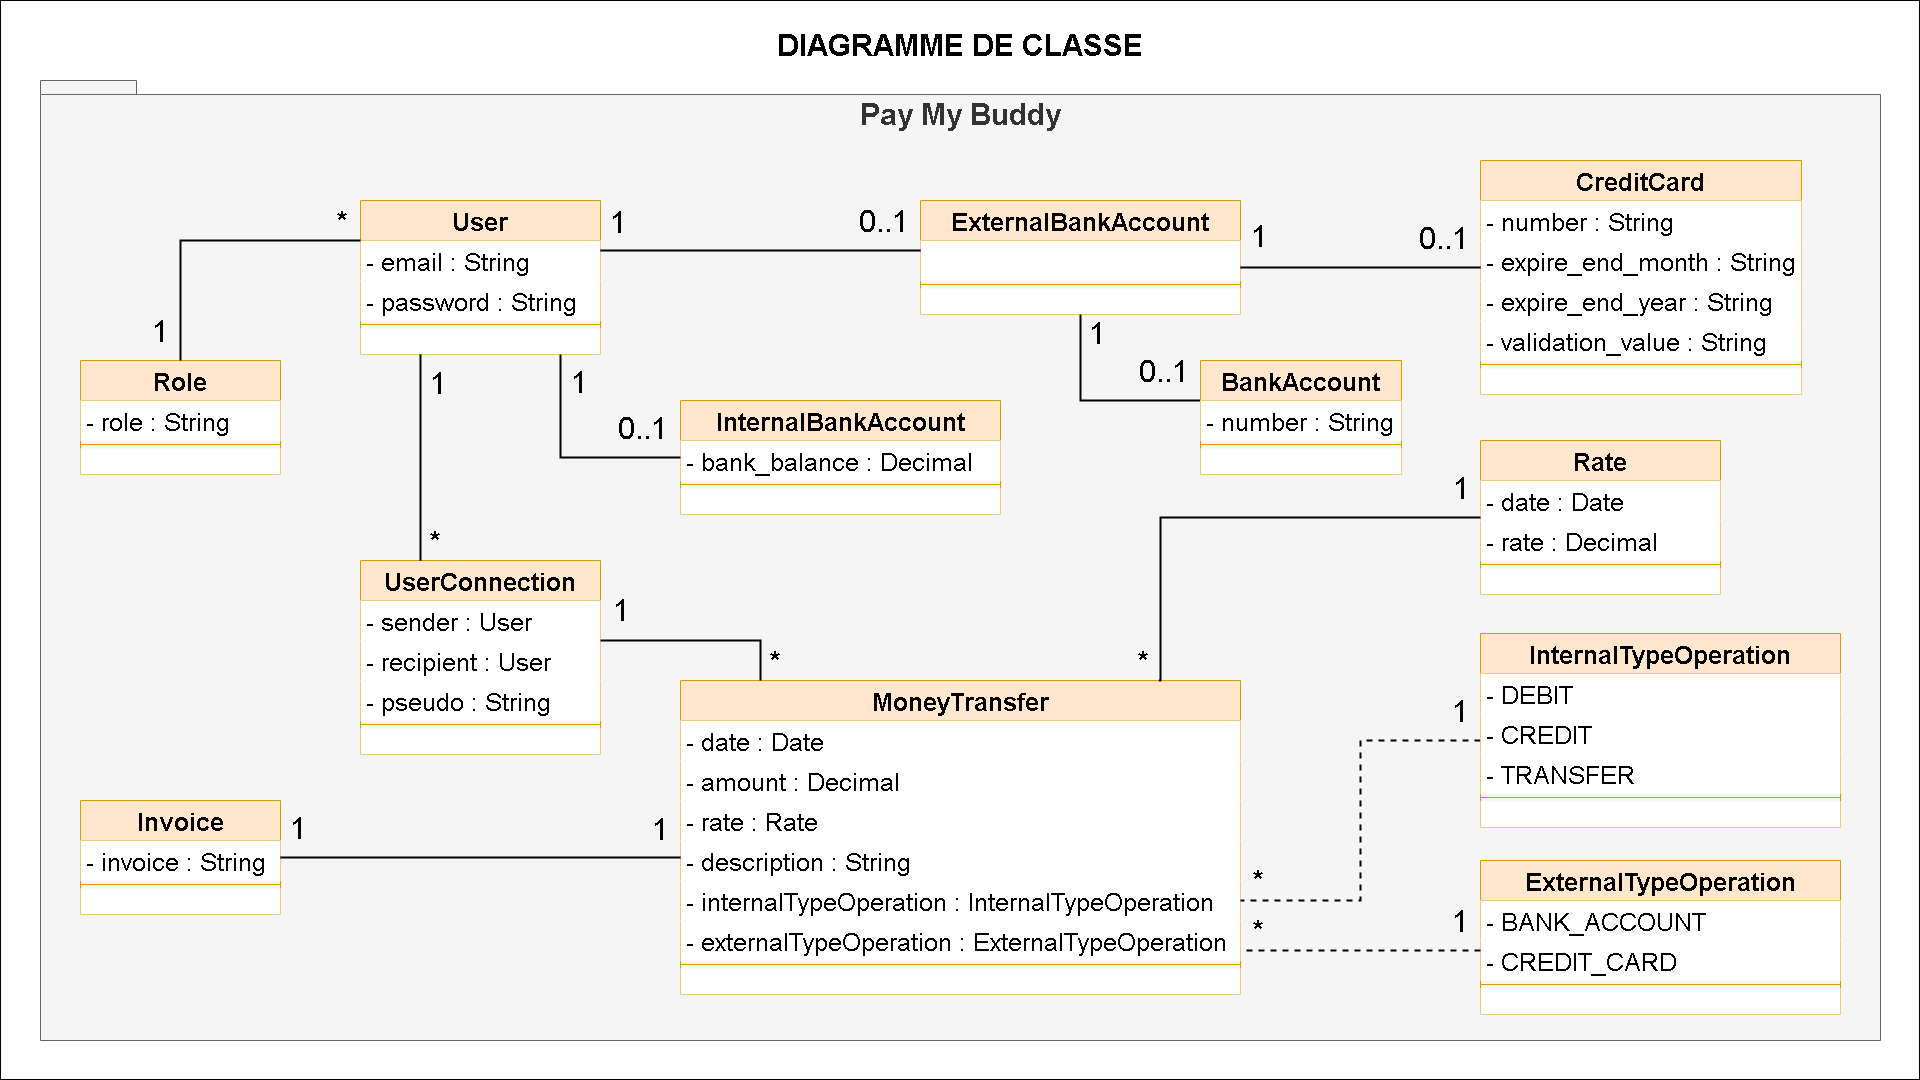 DIAGRAMME DE CLASSE
Pay My Buddy
User
- email : String
- password : String
*
1
1
0..1
ExternalBankAccount
1
0..1
CreditCard
- number : String
- expire_end_month : String
- expire_end_year : String
- validation_value : String
Role
- role : String
1
*
1
0..1
InternalBankAccount
- bank_balance : Decimal
1
0..1
BankAccount
- number : String
Rate
- date : Date
- rate : Decimal
1
*
UserConnection
- sender : User
- recipient : User
- pseudo : String
1
*
MoneyTransfer
- date : Date
- amount : Decimal
- rate : Rate
- description : String
- internalTypeOperation : InternalTypeOperation
- externalTypeOperation : ExternalTypeOperation
InternalTypeOperation
- DEBIT
- CREDIT
- TRANSFER
1
*
Invoice
- invoice : String
1
1
ExternalTypeOperation
- BANK_ACCOUNT
- CREDIT_CARD
1
*